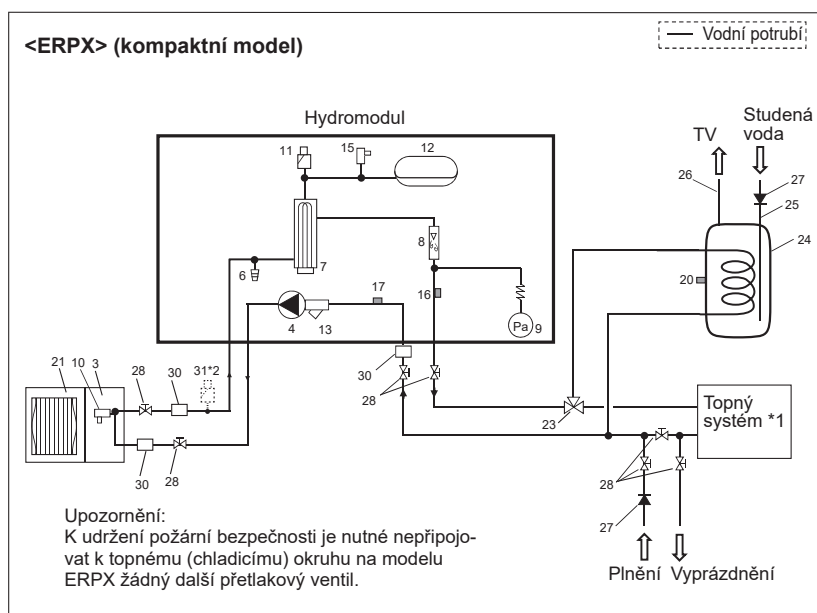 <ERPX> (kompaktní model)
Vodní potrubí
Hydromodul
TV
Studená
voda
11
15
12
26
27
25
24
8
20
6
7
17
16
4
13
Pa
9
21
10
3
28
30
31*2
30
28
23
Topný
systém *1
30
28
28
27
Plnění
Vyprázdnění
Upozornění:
K udržení požární bezpečnosti je nutné nepřipojo-
vat k topnému (chladicímu) okruhu na modelu
ERPX žádný další přetlakový ventil.